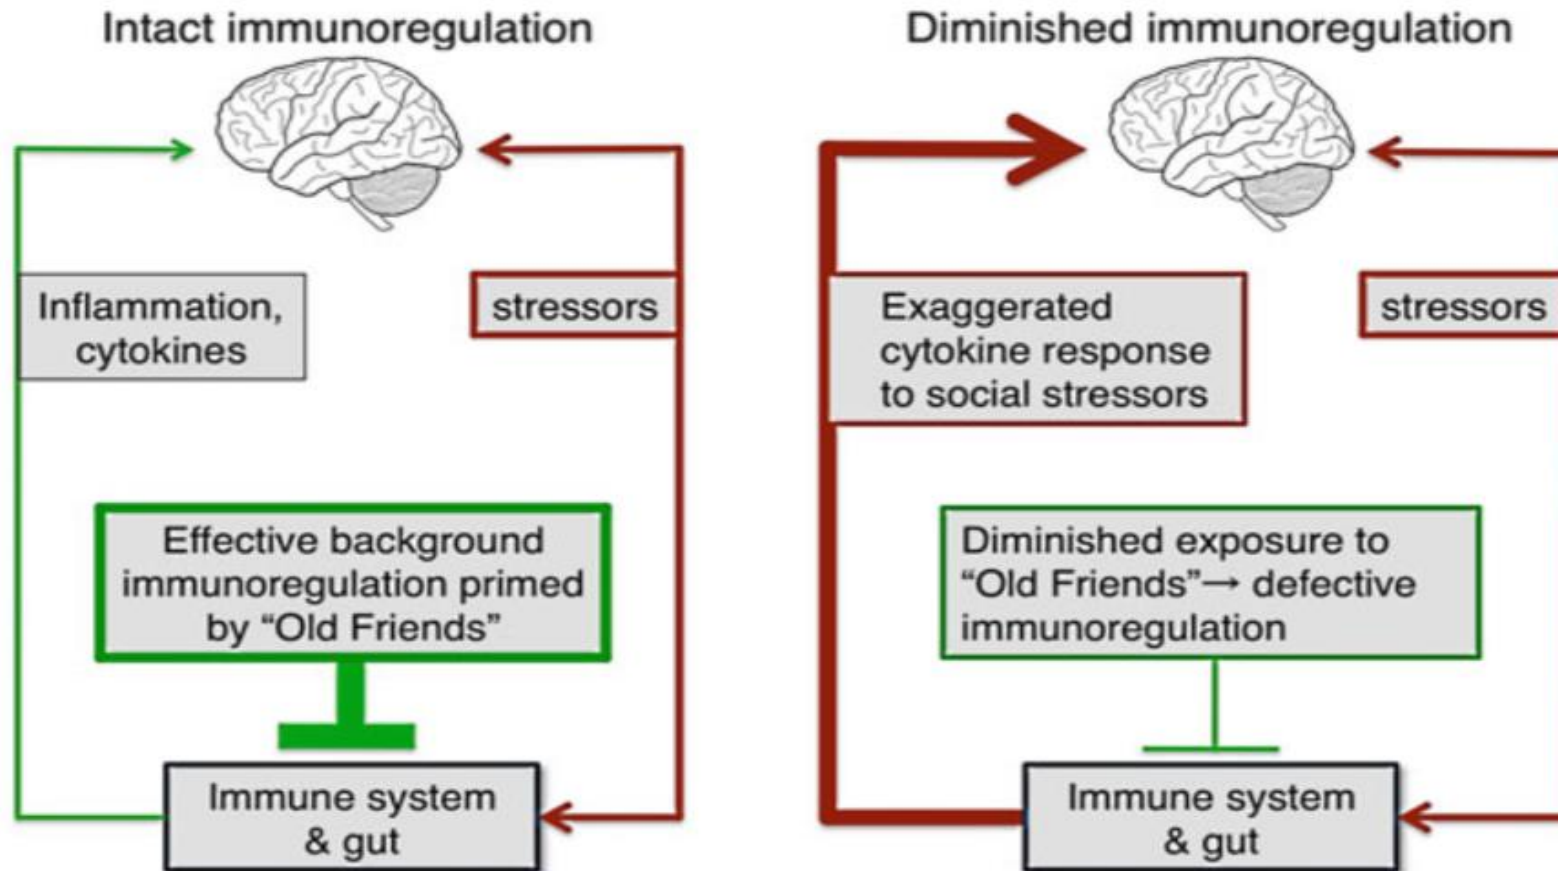 Intact immunoregulation
Inflammation,
cytokines
stressors
Effective background
immunoregulation primed
by “Old Friends”
Immune system
& gut
Diminished immunoregulation
Exaggerated
cytokine response
to social stressors
stressors
Diminished exposure to
“Old Friends”→ defective
immunoregulation
Immune system
& gut